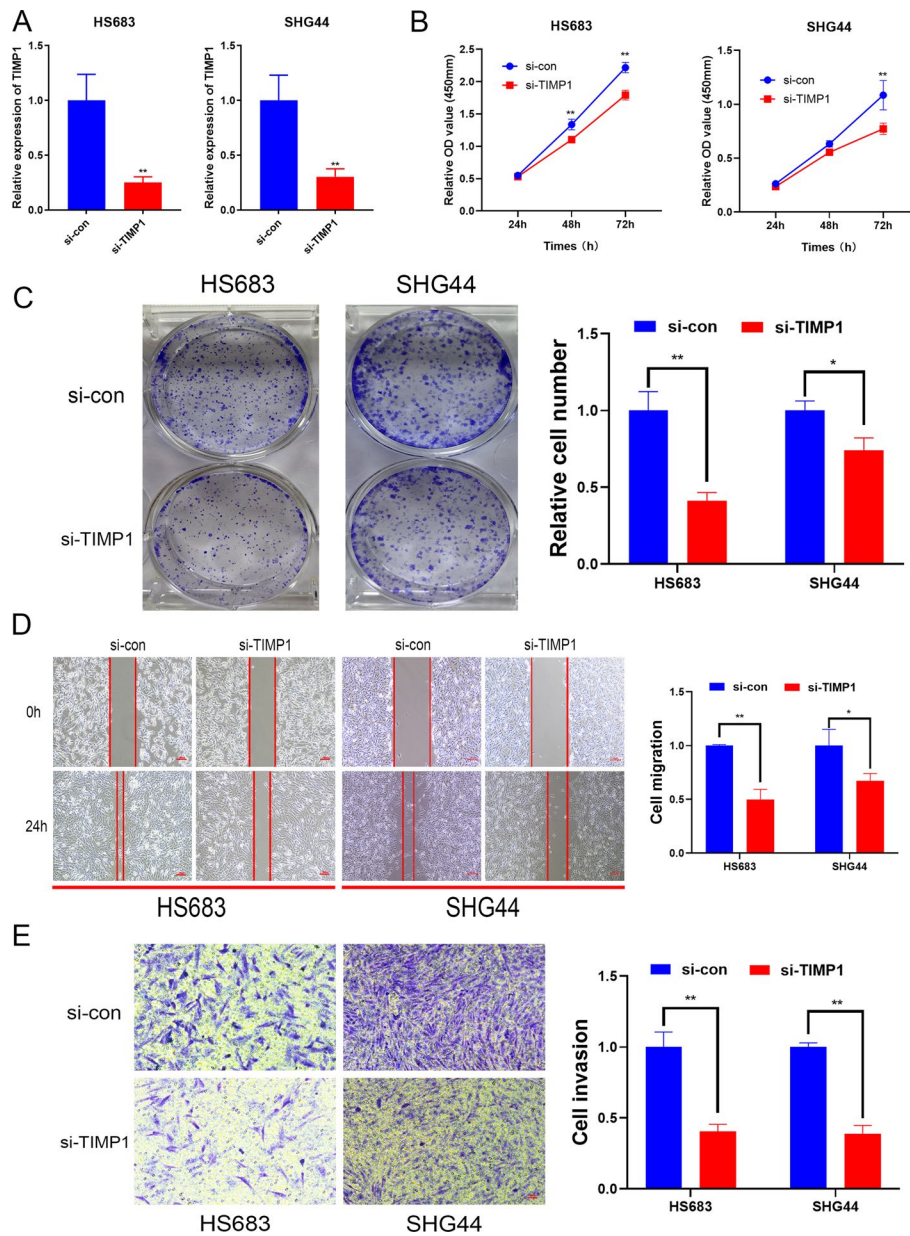 A
HS683
SHG44
Relative expression of TIMP1
1.5
1.0
0.5
0.0
**
si-con
si-TIMP1
Relative expression of TIMP1
1.5
1.0
0.5
0.0
**
si-con
si-TIMP1
B
HS683
SHG44
Relative OD value (450mm)
2.5
2.0
1.5
1.0
0.5
0.0
si-con
si-TIMP1
**
**
24h
48h
72h
Times (h)
Relative OD value (450mm)
1.5
1.0
0.5
0.0
si-con
si-TIMP1
**
24h
48h
72h
Times (h)
C
HS683
SHG44
si-con
si-TIMP1
si-con
si-TIMP1
Relative cell number
1.5
1.0
0.5
0.0
**
*
HS683
SHG44
D
si-con
si-TIMP1
si-con
si-TIMP1
0h
24h
HS683
SHG44
si-con
si-TIMP1
Cell migration
1.5
1.0
0.5
0.0
**
*
HS683
SHG44
E
si-con
si-TIMP1
HS683
SHG44
si-con
si-TIMP1
Cell invasion
1.5
1.0
0.5
0.0
**
**
HS683
SHG44